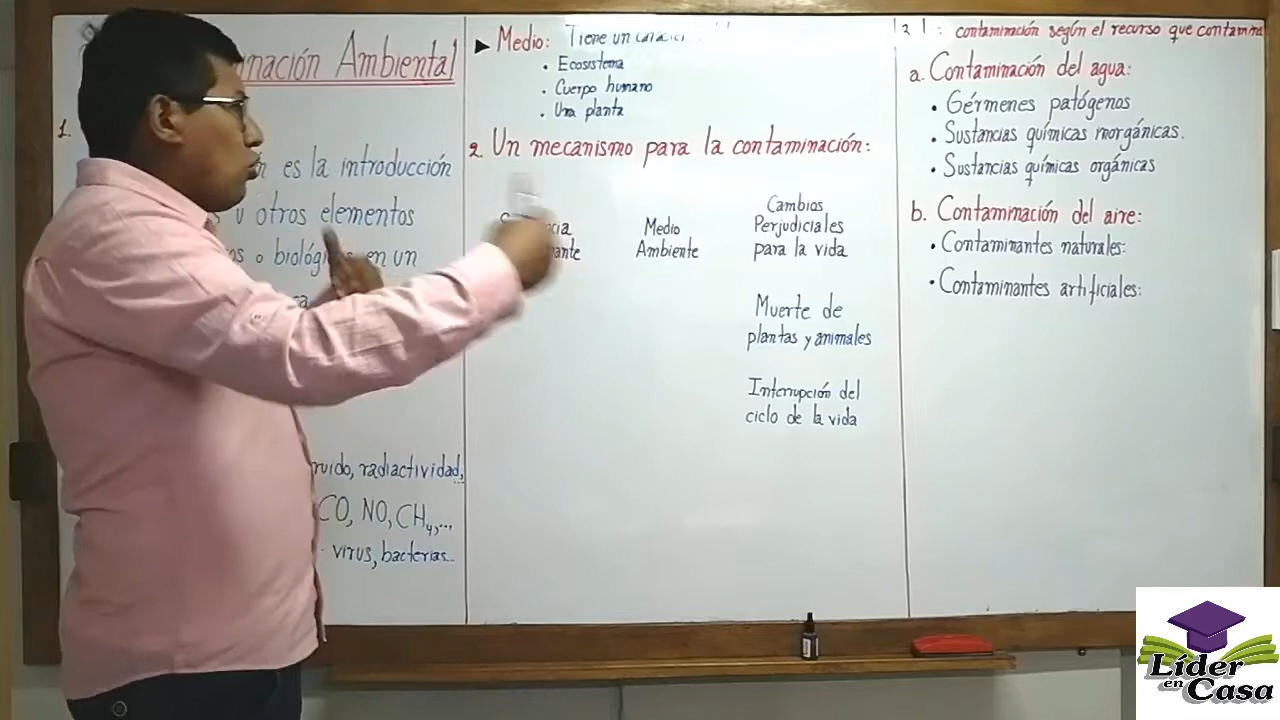 Ambiental
1.
es la introducción
otros elementos
en un
ruido, radiactividad,
CO, NO, CH4,...
virus, bacterias...
► Medio: Tiene un
• Ecosistema
• Cuerpo humano
• Una planta
2. Un mecanismo para la contaminación:
Medio
Ambiente
Cambios
Perjudiciales
para la vida
Muerte de
plantas y animales
Interrupción del
ciclo de la vida
contaminación según el recurso que contamina
a. Contaminación del agua:
• Gérmenes patógenos
• Sustancias químicas inorgánicas.
• Sustancias químicas orgánicas
b. Contaminación del aire:
• Contaminantes naturales:
• Contaminantes artificiales:
Líder
en
Casa